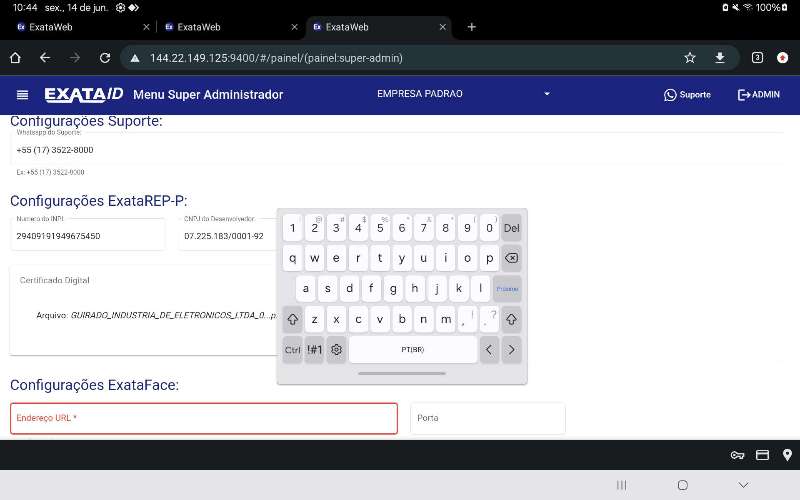 10:44 sex., 14 de jun. 100%
ExataWeb ExataWeb ExataWeb
144.22.149.125:9400/#/painel/(painel:super-admin) 3
EXATA ID Menu Super Administrador EMPRESA PADRAO Suporte ADMIN
Configurações Suporte:
Whatsapp do Suporte:
+55 (17) 3522-8000
Ex: +55 (17) 3522-8000
Configurações ExataREP-P:
Numero do INPI: CNPJ do Desenvolvedor:
29409191949675450 07.225.183/0001-92
Certificado Digital
Arquivo: GUIRADO_INDUSTRIA_DE_ELETRONICOS_LTDA_0...p
1 2 3 4 5 6 7 8 9 0 Del
q w e r t y u i o p
a s d f g h j k l Próximo
z x c v b n m , ! . ?
Ctrl !#1 PT(BR) < >
Configurações ExataFace:
Endereço URL * Porta